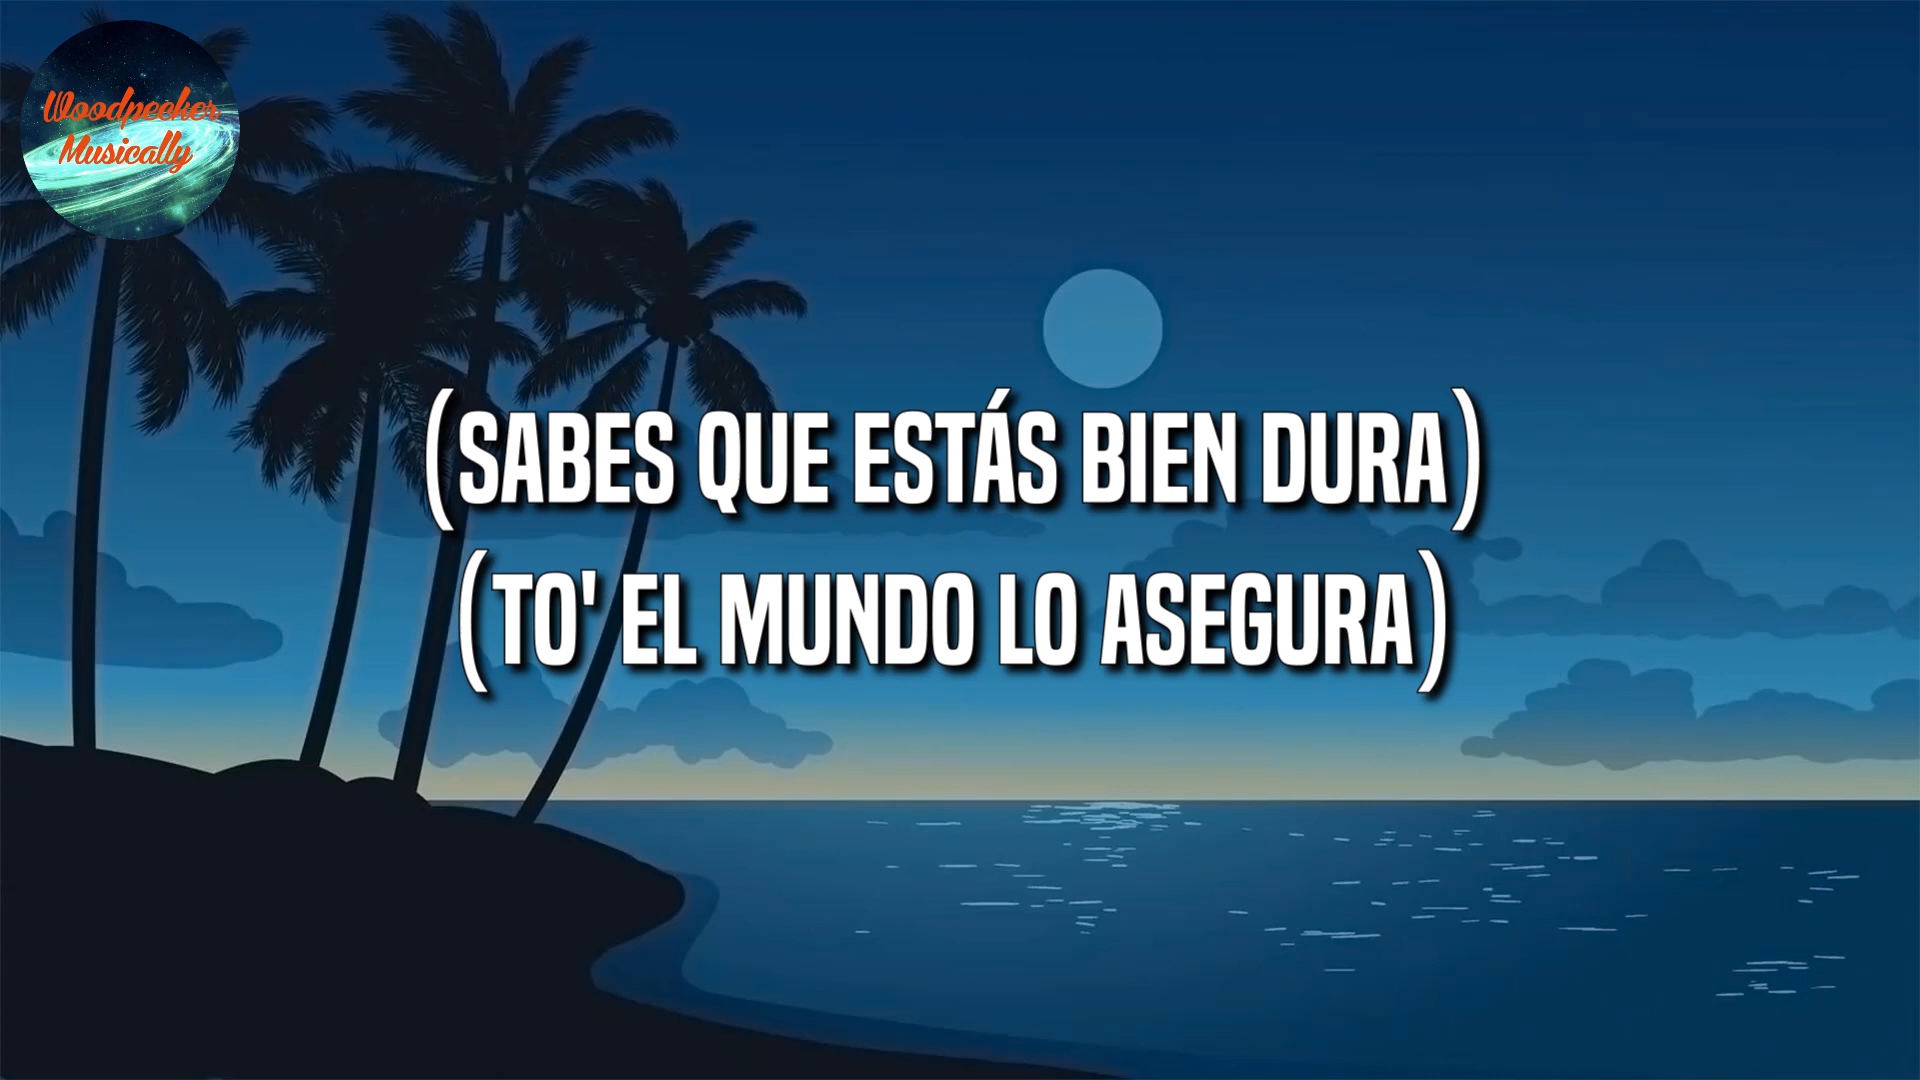 Woodpecker
Musically
(SABES QUE ESTÁS BIEN DURA)
(TO' EL MUNDO LO ASEGURA)